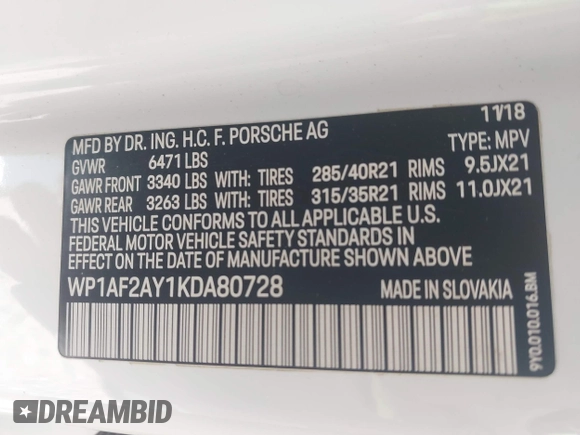 11/18
MFD BY DR. ING. H.C. F. PORSCHE AG
TYPE: MPV
GVWR 6471 LBS
GAWR FRONT 3340 LBS WITH: TIRES 285/40R21 RIMS 9.5JX21
GAWR REAR 3263 LBS WITH: TIRES 315/35R21 RIMS 11.0JX21
THIS VEHICLE CONFORMS TO ALL APPLICABLE U.S.
FEDERAL MOTOR VEHICLE SAFETY STANDARDS IN
EFFECT ON THE DATE OF MANUFACTURE SHOWN ABOVE
WP1AF2AY1KDA80728 MADE IN SLOVAKIA
9Y0.010.016.BM
DREAMBID